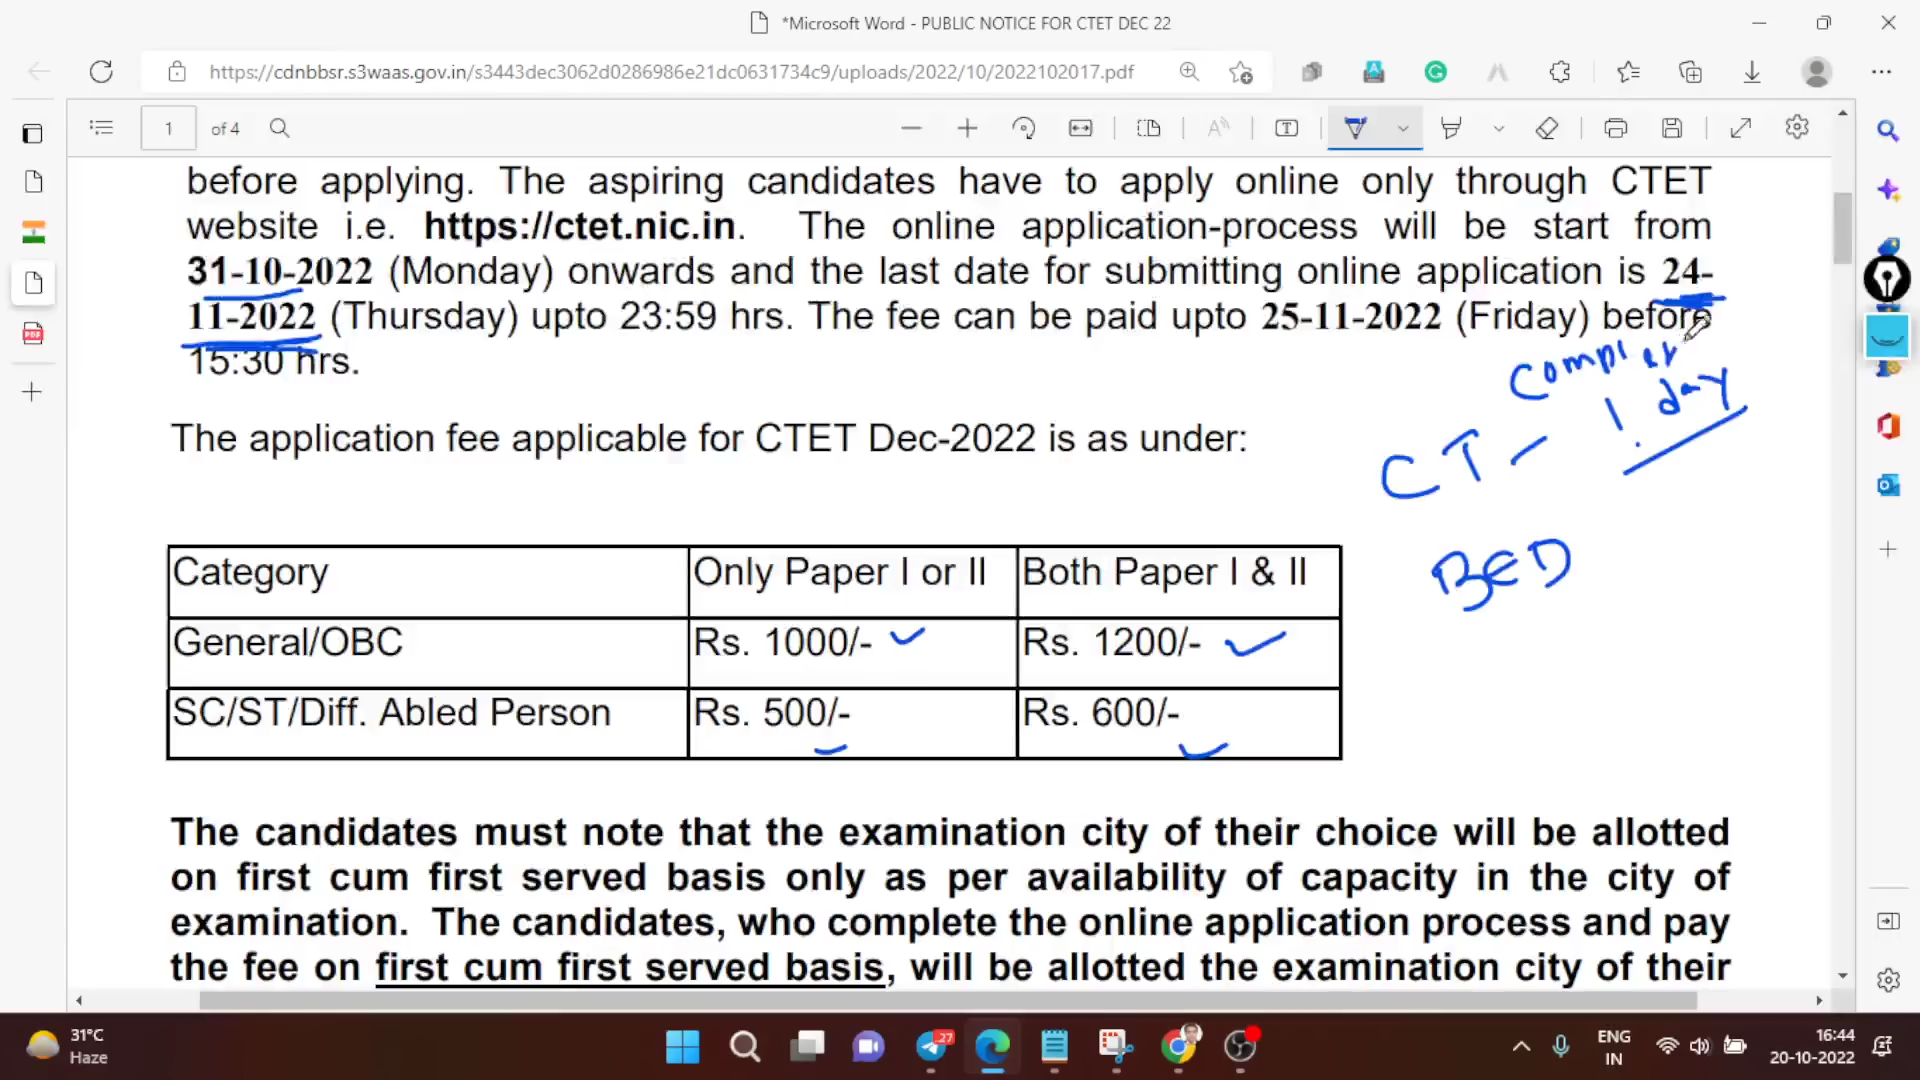 *Microsoft Word - PUBLIC NOTICE FOR CTET DEC 22
https://cdnbbsr.s3waas.gov.in/s3443dec3062d0286986e21dc0631734c9/uploads/2022/10/2022102017.pdf
1 of 4
before applying. The aspiring candidates have to apply online only through CTET
website i.e. https://ctet.nic.in. The online application-process will be start from
31-10-2022 (Monday) onwards and the last date for submitting online application is 24-
11-2022 (Thursday) upto 23:59 hrs. The fee can be paid upto 25-11-2022 (Friday) before
15:30 hrs.
1 day
The application fee applicable for CTET Dec-2022 is as under:
CT -
BED
Category Only Paper I or II Both Paper I & II
General/OBC Rs. 1000/- Rs. 1200/-
SC/ST/Diff. Abled Person Rs. 500/- Rs. 600/-
The candidates must note that the examination city of their choice will be allotted
on first cum first served basis only as per availability of capacity in the city of
examination. The candidates, who complete the online application process and pay
the fee on first cum first served basis, will be allotted the examination city of their
31°C
Haze
27
ENG
IN
16:44
20-10-2022